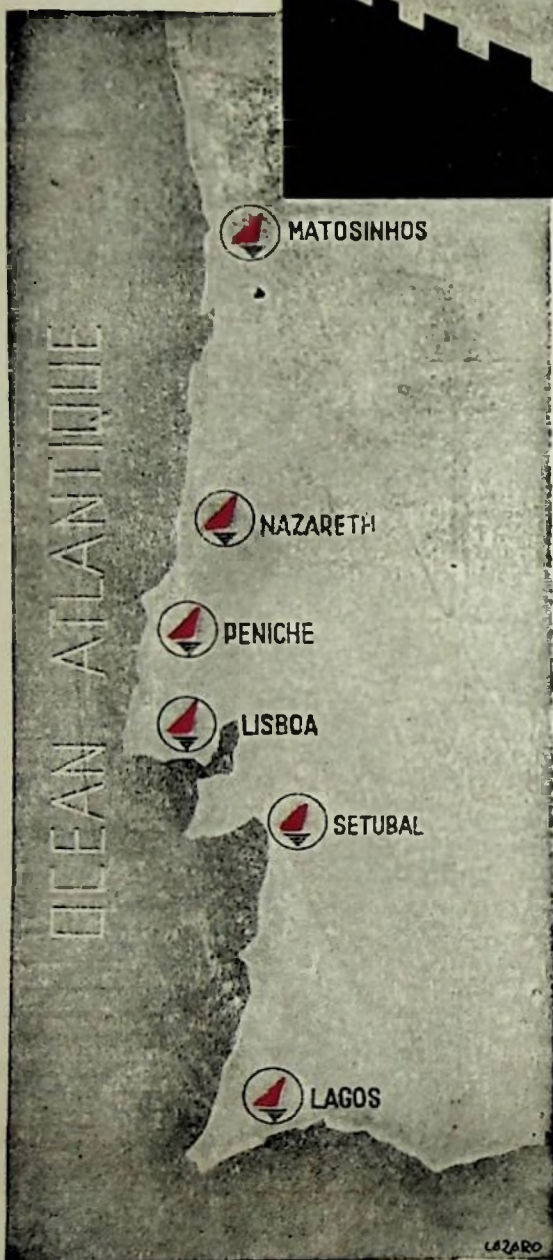 MATOSINHOS
OCEAN ATLANTIQUE
NAZARETH
PENICHE
LISBOA
SETUBAL
LAGOS
LAZARO